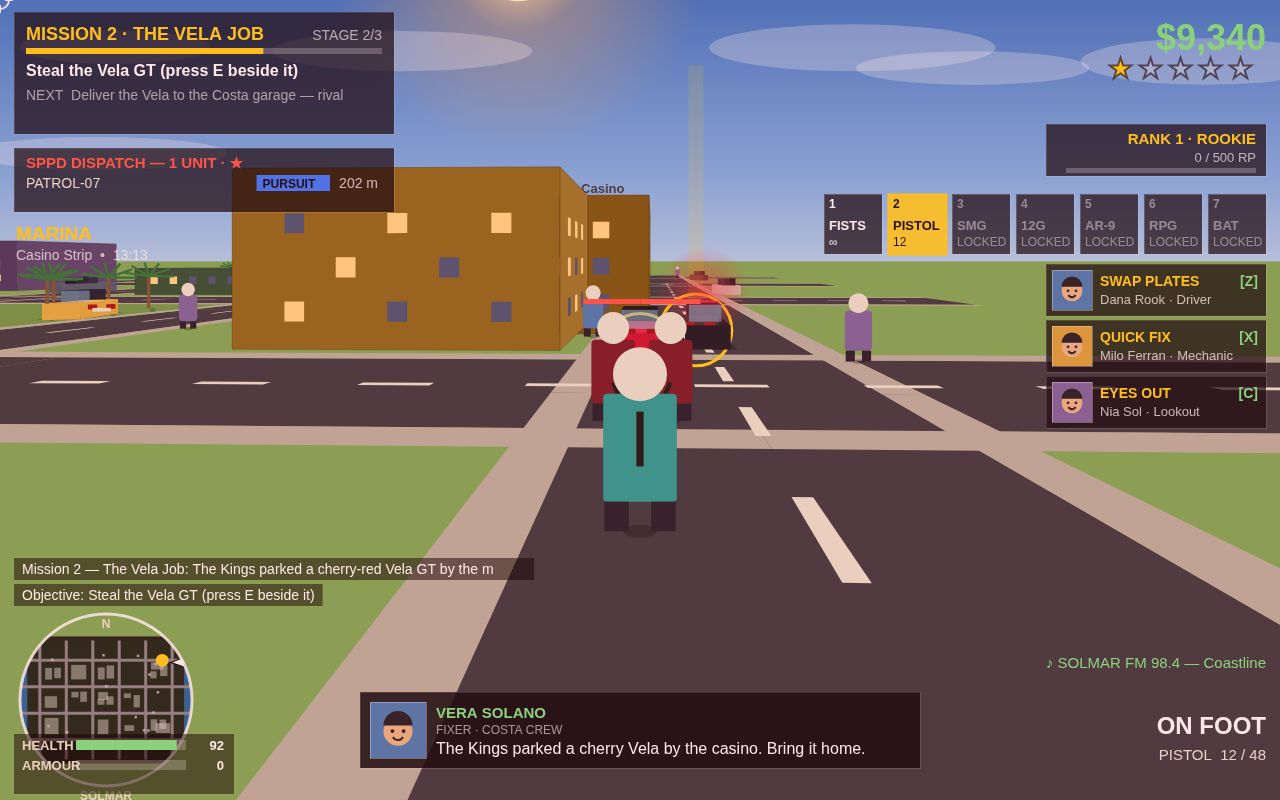 MISSION 2 · THE VELA JOB STAGE 2/3
Steal the Vela GT (press E beside it)
NEXT Deliver the Vela to the Costa garage — rival
SPPD DISPATCH — 1 UNIT · ★
PATROL-07 PURSUIT 202 m
MARINA
Casino Strip • 13:13
Casino
$9,340
RANK 1 · ROOKIE
0 / 500 RP
1 FISTS ∞
2 PISTOL 12
3 SMG LOCKED
4 12G LOCKED
5 AR-9 LOCKED
6 RPG LOCKED
7 BAT LOCKED
SWAP PLATES [Z]
Dana Rook · Driver
QUICK FIX [X]
Milo Ferran · Mechanic
EYES OUT [C]
Nia Sol · Lookout
Mission 2 — The Vela Job: The Kings parked a cherry-red Vela GT by the m
Objective: Steal the Vela GT (press E beside it)
N
HEALTH 92
ARMOUR 0
SOLMAR
VERA SOLANO
FIXER · COSTA CREW
The Kings parked a cherry Vela by the casino. Bring it home.
♪ SOLMAR FM 98.4 — Coastline
ON FOOT
PISTOL 12 / 48